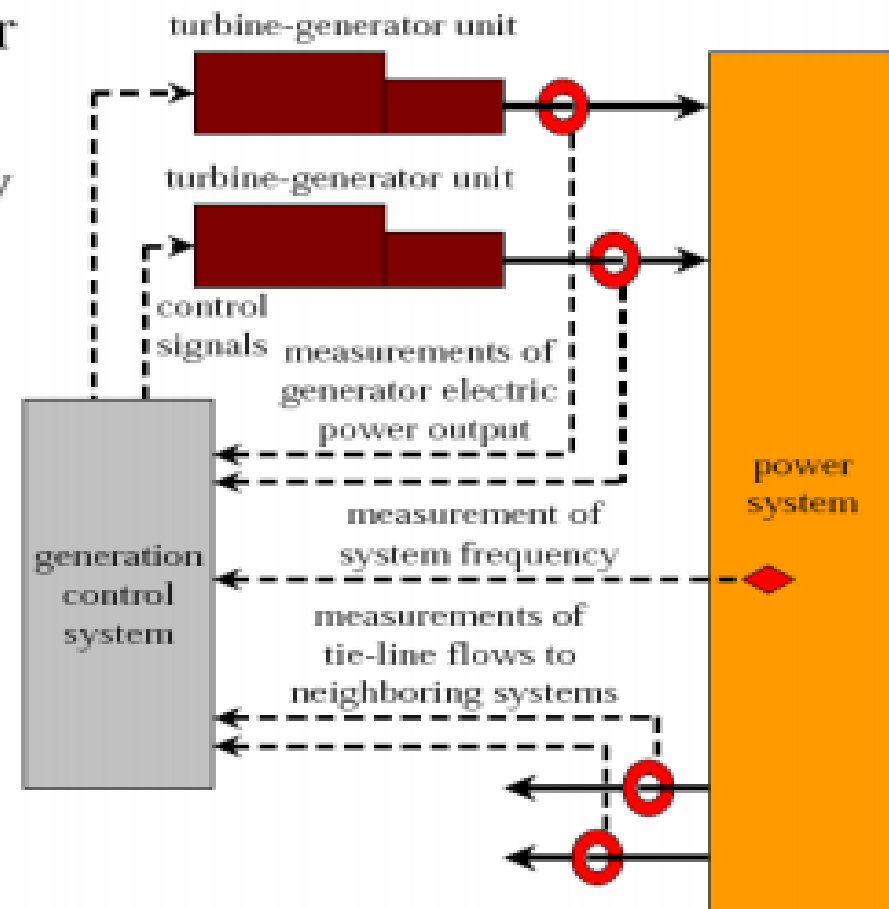 r
turbine-generator unit
y
turbine-generator unit
control
signals
measurements of
generator electric
power output
power
system
measurement of
system frequency
generation
control
system
measurements of
tie-line flows to
neighboring systems